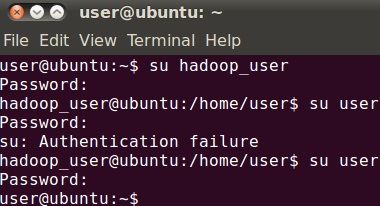 user@ubuntu: ~
File Edit View Terminal Help
user@ubuntu:~$ su hadoop_user
Password:
hadoop_user@ubuntu:/home/user$ su user
Password:
su: Authentication failure
hadoop_user@ubuntu:/home/user$ su user
Password:
user@ubuntu:~$